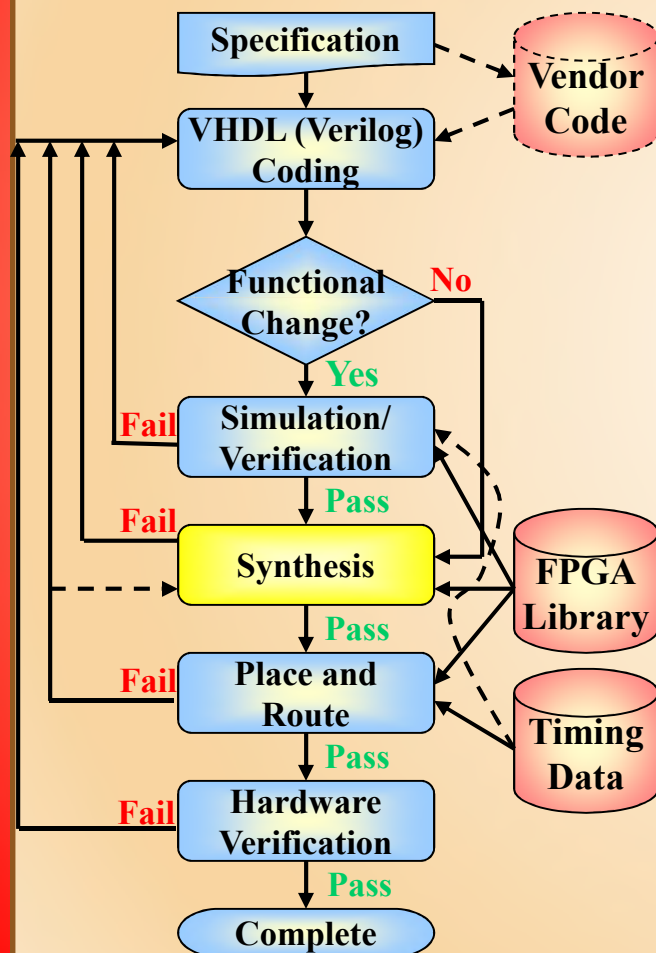 Specification
Vendor
Code
VHDL (Verilog)
Coding
Functional
Change?
No
Yes
Fail
Simulation/
Verification
Pass
Fail
Synthesis
FPGA
Library
Pass
Fail
Place and
Route
Timing
Data
Pass
Fail
Hardware
Verification
Pass
Complete